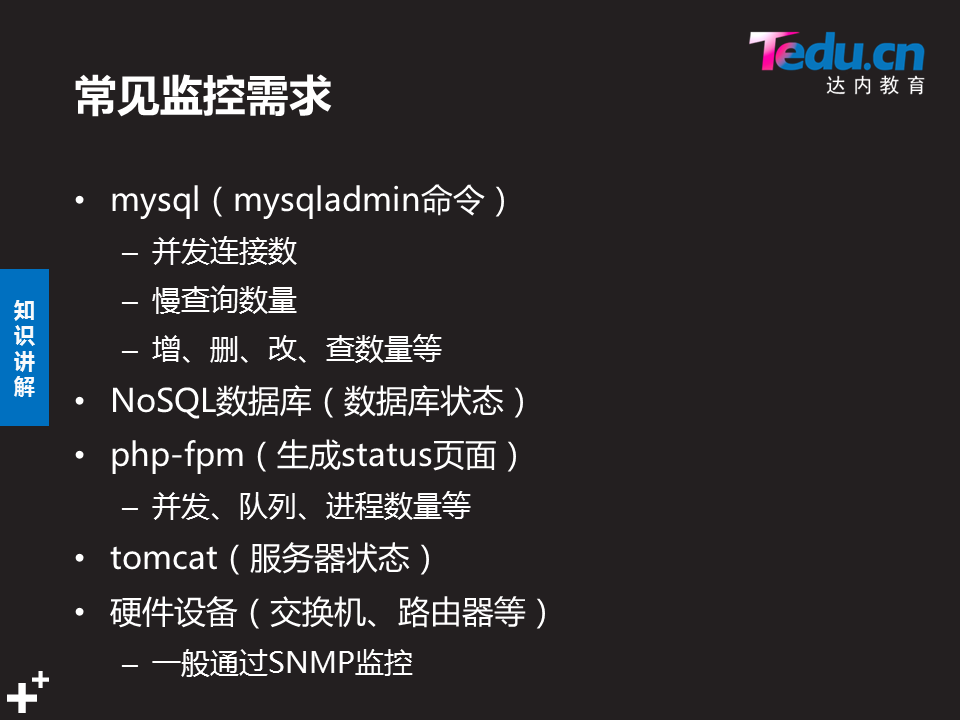 Tedu.cn
达内教育
常见监控需求
• mysql（mysqladmin命令）
– 并发连接数
– 慢查询数量
– 增、删、改、查数量等
• NoSQL数据库（数据库状态）
• php-fpm（生成status页面）
– 并发、队列、进程数量等
• tomcat（服务器状态）
• 硬件设备（交换机、路由器等）
– 一般通过SNMP监控
知识讲解